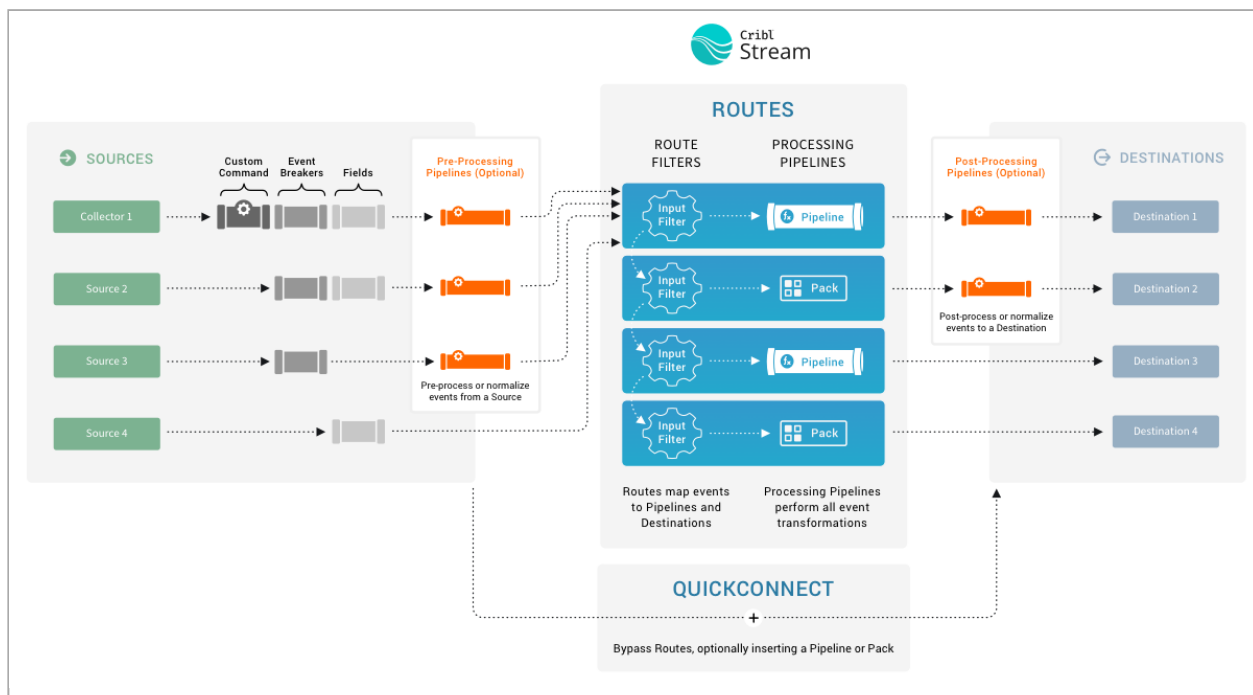 Cribl
Stream
ROUTES
SOURCES
Custom
Command
Event
Breakers
Fields
Pre-Processing
Pipelines (Optional)
ROUTE
FILTERS
PROCESSING
PIPELINES
Post-Processing
Pipelines (Optional)
DESTINATIONS
Collector 1
Input
Filter
fx Pipeline
Destination 1
Source 2
Input
Filter
Pack
Destination 2
Post-process or normalize
events to a Destination
Source 3
Input
Filter
fx Pipeline
Destination 3
Pre-process or normalize
events from a Source
Source 4
Input
Filter
Pack
Destination 4
Routes map events
to Pipelines and
Destinations
Processing Pipelines
perform all event
transformations
QUICKCONNECT
+
Bypass Routes, optionally inserting a Pipeline or Pack